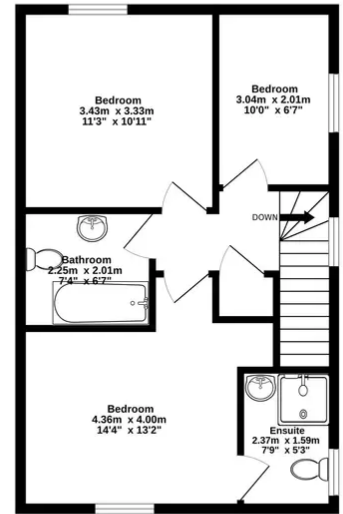 Bedroom
3.43m x 3.33m
11'3" x 10'11"
Bedroom
3.04m x 2.01m
10'0" x 6'7"
DOWN
Bathroom
2.25m x 2.01m
7'4" x 6'7"
Bedroom
4.36m x 4.00m
14'4" x 13'2"
Ensuite
2.37m x 1.59m
7'9" x 5'3"